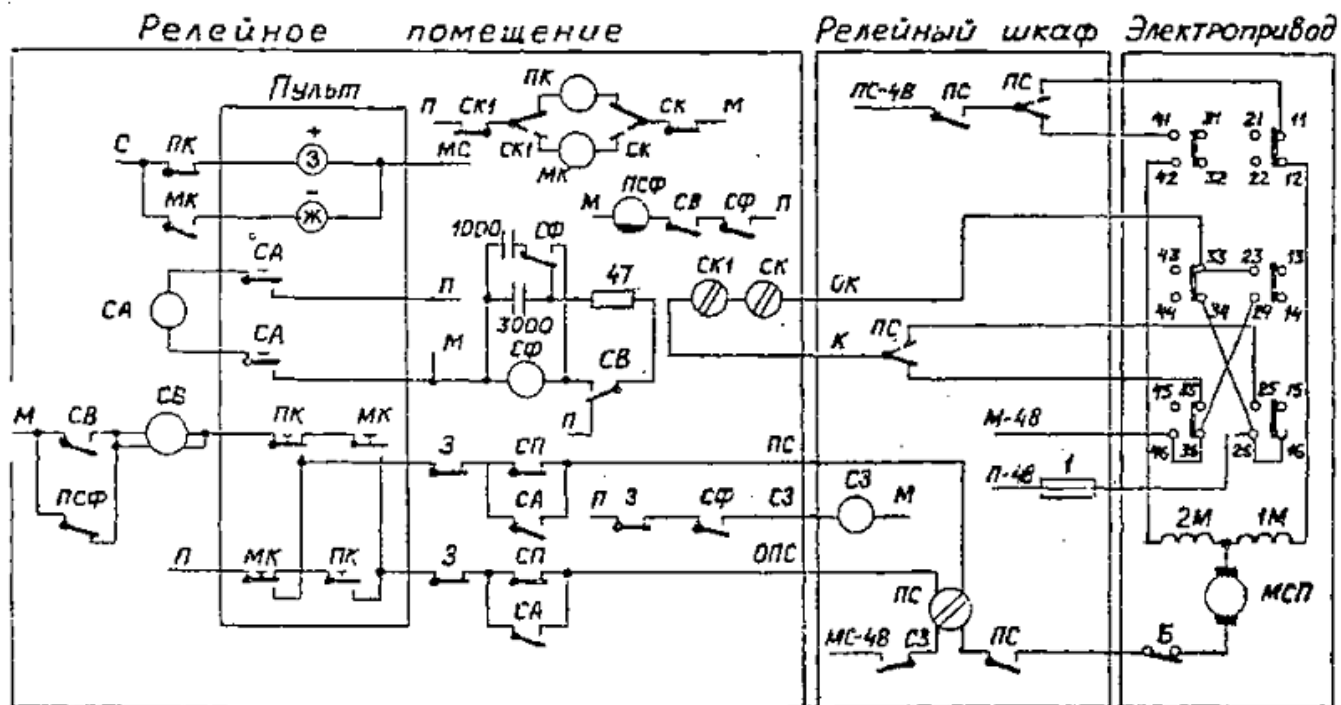 Релейное помещение
Релейный шкаф
Электропривод
Пульт
С
ПК
+
З
МК
-
Ж
П
СК1
ПК
СК
М
МС
СК1
МК
СК
М
ПСФ
СВ
СФ
П
СА
СА
П
СА
М
1000
СФ
3000
47
СФ
СВ
П
СК1
СК
ОК
К
М
СВ
СВ
ПК
МК
ПСФ
З
СП
ПС
СА
П
З
СФ
СЗ
СЗ
М
П
МК
ПК
З
СП
ОПС
СА
ПС-48
ПС
ПС
ПС
М-48
П-48
1
ПС
МС-48
СЗ
ПС
41
31
21
11
42
32
22
12
43
33
23
13
44
34
24
14
45
35
25
15
46
36
26
16
2М
1М
МСП
Б